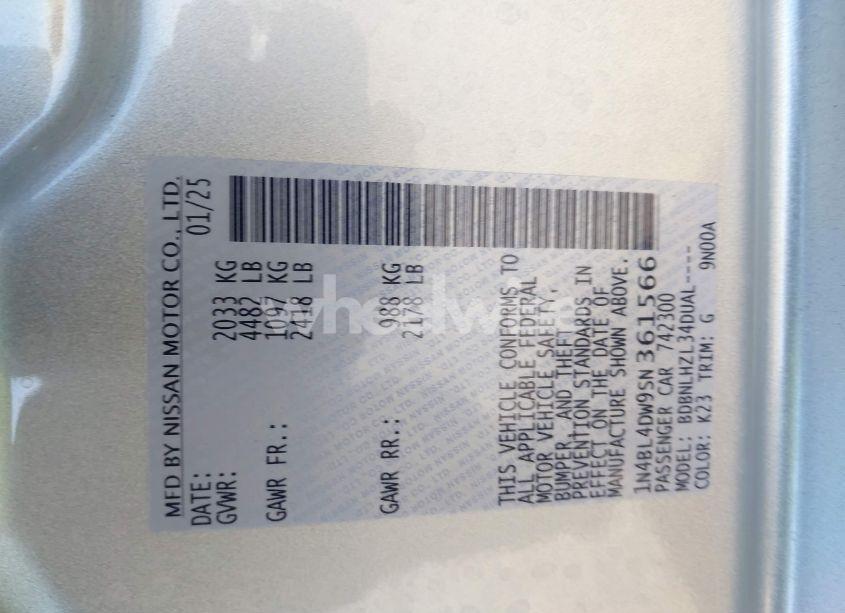 MFD BY NISSAN MOTOR CO., LTD.
DATE: 01/25
GVWR: 2033 KG
4482 LB
GAWR FR.: 1097 KG
2418 LB
GAWR RR.: 988 KG
2178 LB
THIS VEHICLE CONFORMS TO
ALL APPLICABLE FEDERAL
MOTOR VEHICLE SAFETY,
BUMPER, AND THEFT
PREVENTION STANDARDS IN
EFFECT ON THE DATE OF
MANUFACTURE SHOWN ABOVE.
1N4BL4DW9SN361566
PASSENGER CAR 742300
MODEL: BDBNLHZL34DUAL----
COLOR: K23 TRIM: G 9N00A